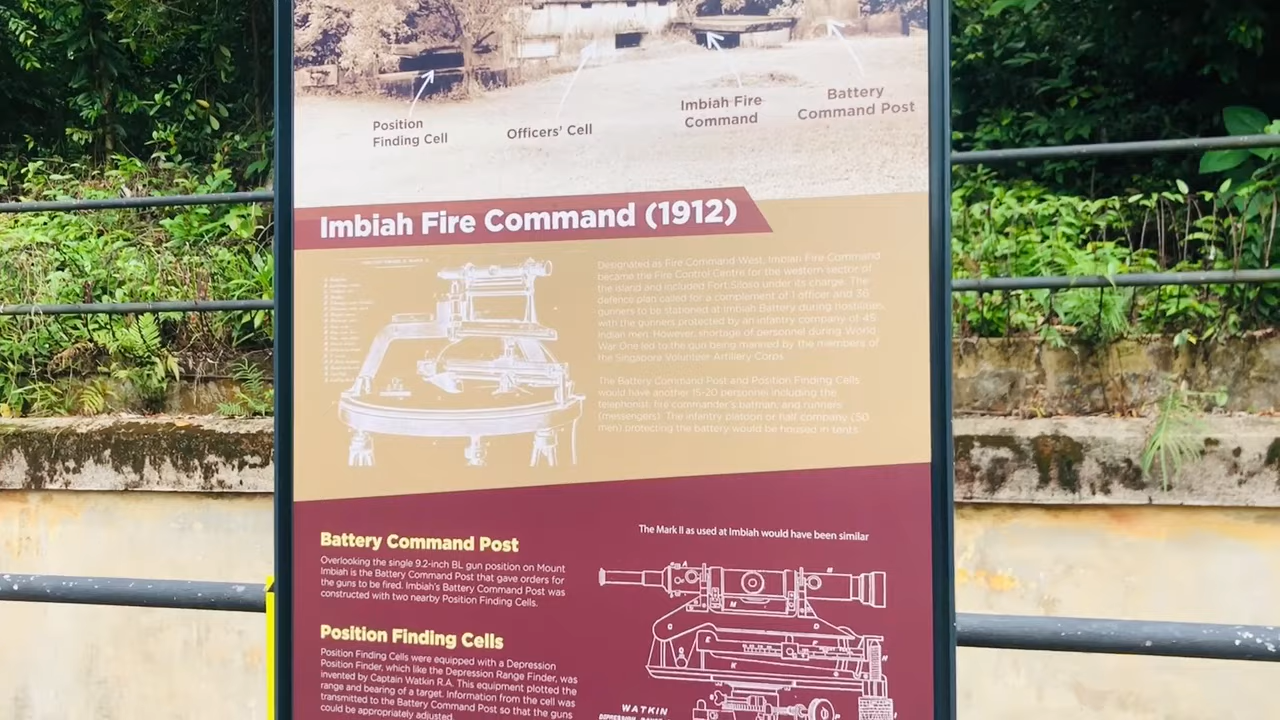 Position
Finding Cell
Officers' Cell
Imbiah Fire
Command
Battery
Command Post
Imbiah Fire Command (1912)
Designated as Fire Command West, Imbiah Fire Command
became the Fire Control Centre for the western sector of
the island and included Fort Siloso under its charge. The
defence plan called for a complement of 1 officer and 36
gunners to be stationed at Imbiah Battery during hostilities,
with the gunners protected by an infantry company of 45
Indian men. However, shortage of personnel during World
War One led to the gun being manned by the members of
the Singapore Volunteer Artillery Corps.
The Battery Command Post and Position Finding Cells
would have another 15-20 personnel including the
telephonist, fire commander's batman, and runners
(messengers). The infantry platoon or half company (50
men) protecting the battery would be housed in tents.
Battery Command Post
Overlooking the single 9.2-inch BL gun position on Mount
Imbiah is the Battery Command Post that gave orders for
the guns to be fired. Imbiah's Battery Command Post was
constructed with two nearby Position Finding Cells.
Position Finding Cells
Position Finding Cells were equipped with a Depression
Position Finder, which like the Depression Range Finder, was
invented by Captain Watkin R.A. This equipment plotted the
range and bearing of a target. Information from the cell was
transmitted to the Battery Command Post so that the guns
could be appropriately adjusted.
The Mark II as used at Imbiah would have been similar
WATKIN